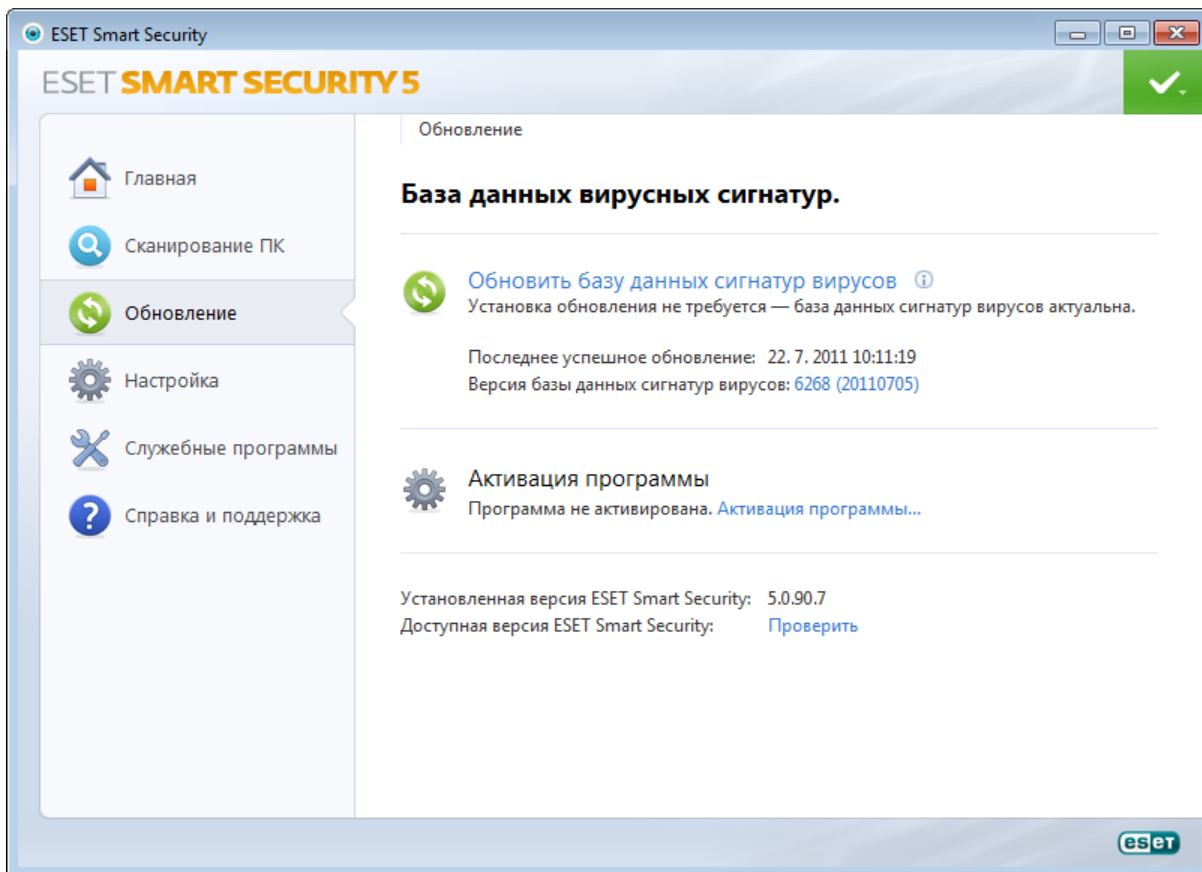 ESET Smart Security
ESET SMART SECURITY 5
Главная
Сканирование ПК
Обновление
Настройка
Служебные программы
Справка и поддержка
Обновление
База данных вирусных сигнатур.
Обновить базу данных сигнатур вирусов
Установка обновления не требуется — база данных сигнатур вирусов актуальна.
Последнее успешное обновление: 22. 7. 2011 10:11:19
Версия базы данных сигнатур вирусов: 6268 (20110705)
Активация программы
Программа не активирована. Активация программы...
Установленная версия ESET Smart Security: 5.0.90.7
Доступная версия ESET Smart Security: Проверить
eseT